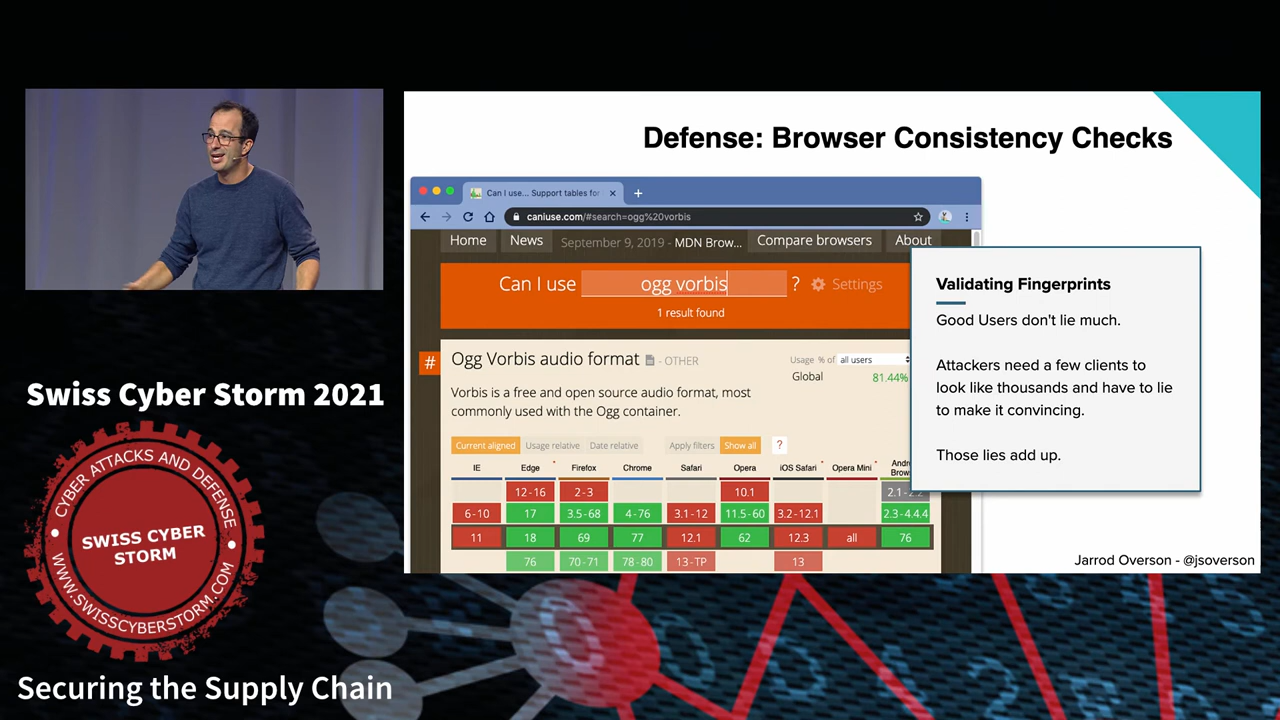 Defense: Browser Consistency Checks
Can I use... Support tables for
caniuse.com/#search=ogg%20vorbis
Home News September 9, 2019 - MDN Brow... Compare browsers About
Can I use ogg vorbis ? Settings
1 result found
# Ogg Vorbis audio format - OTHER
Usage % of all users
Global 81.44%
Vorbis is a free and open source audio format, most
commonly used with the Ogg container.
Current aligned Usage relative Date relative Apply filters Show all ?
IE Edge Firefox Chrome Safari Opera iOS Safari Opera Mini
12-16 2-3 10.1 2.1-2.2
6-10 17 3.5-68 4-76 3.1-12 11.5-60 3.2-12.1 2.3-4.4.4
11 18 69 77 12.1 62 12.3 all 76
76 70-71 78-80 13-TP 13
Validating Fingerprints
Good Users don't lie much.
Attackers need a few clients to
look like thousands and have to lie
to make it convincing.
Those lies add up.
Jarrod Overson - @jsoverson
Swiss Cyber Storm 2021
CYBER ATTACKS AND DEFENSE
SWISS CYBER
STORM
WWW.SWISSCYBERSTORM.COM
Securing the Supply Chain